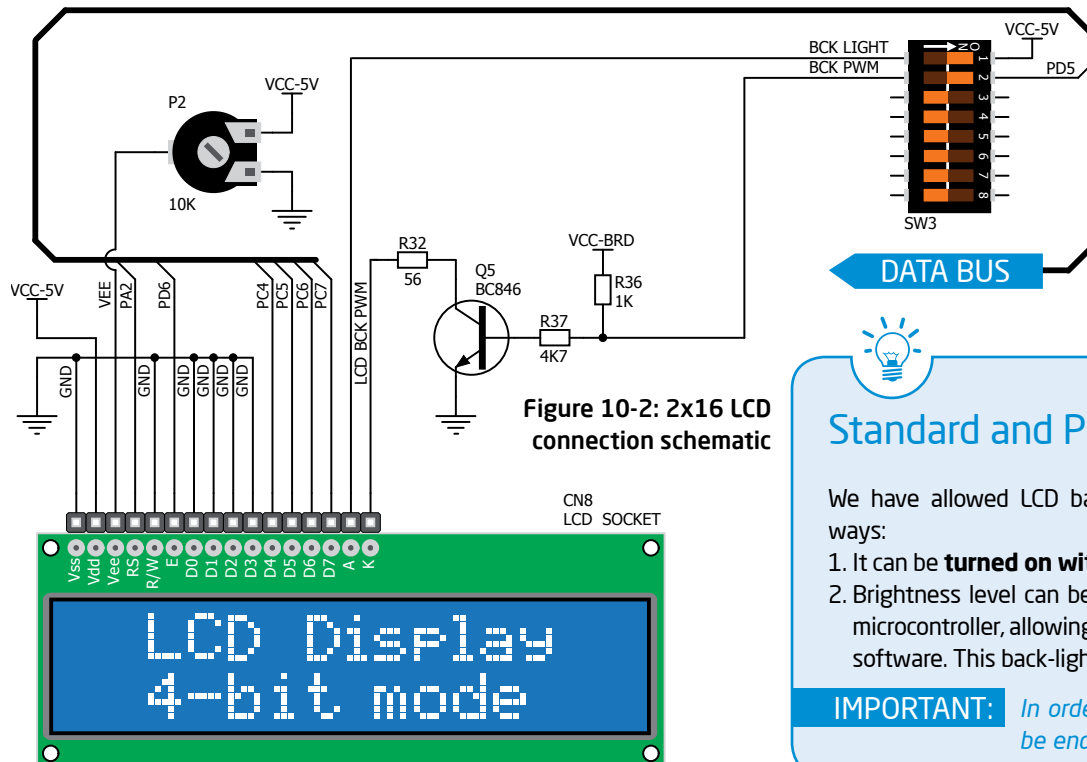 BCK LIGHT
BCK PWM
VCC-5V
PD5
ON
1
2
3
4
5
6
7
8
SW3
P2
VCC-5V
10K
DATA BUS
R32
56
Q5
BC846
VCC-BRD
R36
1K
R37
4K7
VCC-5V
VEE
PA2
PD6
PC4
PC5
PC6
PC7
LCD BCK PWM
GND
GND
GND
GND
GND
GND
Figure 10-2: 2x16 LCD
connection schematic
CN8
LCD SOCKET
Vss
Vdd
Vee
RS
R/W
E
D0
D1
D2
D3
D4
D5
D6
D7
A
K
LCD Display
4-bit mode
Standard and P
We have allowed LCD ba
ways:
1. It can be turned on wit
2. Brightness level can be
microcontroller, allowing
software. This back-ligh
IMPORTANT: In orde
be ena